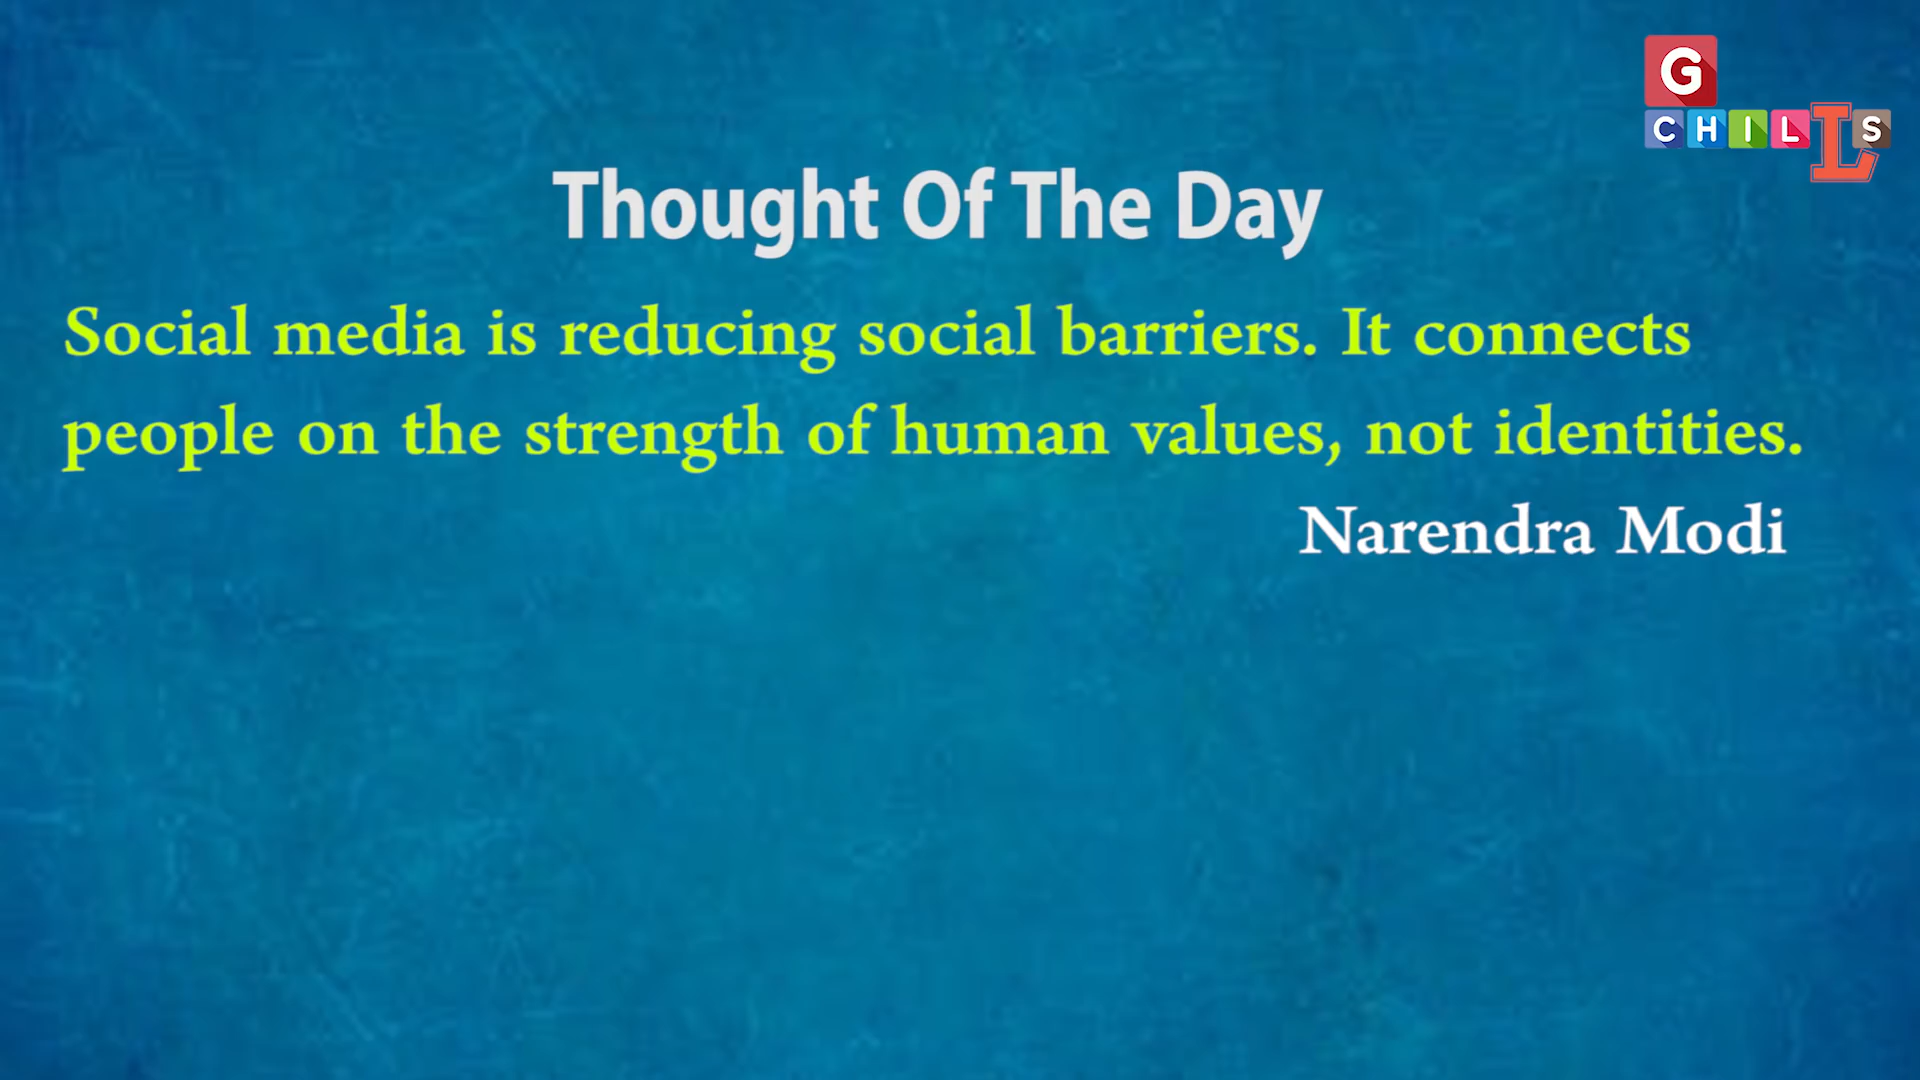 G
CHILLS
Thought Of The Day
Social media is reducing social barriers. It connects
people on the strength of human values, not identities.
Narendra Modi